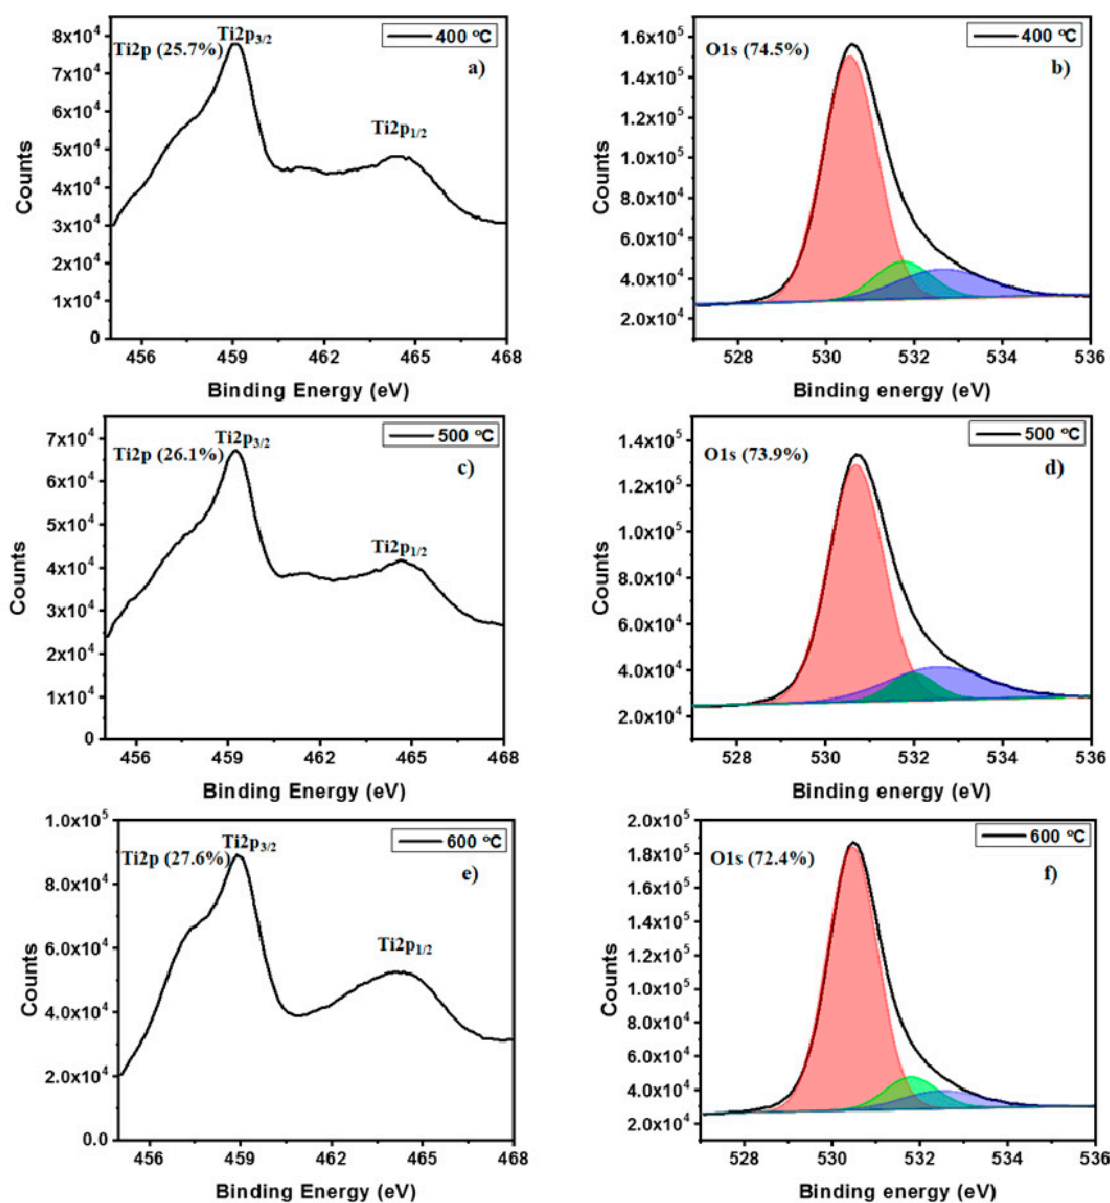 Ti2p3/2
Ti2p (25.7%)
400 ºC
a)
Ti2p1/2
8x10^4
7x10^4
6x10^4
5x10^4
4x10^4
3x10^4
2x10^4
1x10^4
0
Counts
456 459 462 465 468
Binding Energy (eV)
O1s (74.5%)
400 ºC
b)
1.6x10^5
1.4x10^5
1.2x10^5
1.0x10^5
8.0x10^4
6.0x10^4
4.0x10^4
2.0x10^4
Counts
528 530 532 534 536
Binding energy (eV)
Ti2p3/2
Ti2p (26.1%)
500 ºC
c)
Ti2p1/2
7x10^4
6x10^4
5x10^4
4x10^4
3x10^4
2x10^4
1x10^4
0
Counts
456 459 462 465 468
Binding Energy (eV)
O1s (73.9%)
500 ºC
d)
1.4x10^5
1.2x10^5
1.0x10^5
8.0x10^4
6.0x10^4
4.0x10^4
2.0x10^4
Counts
528 530 532 534 536
Binding energy (eV)
Ti2p3/2
Ti2p (27.6%)
600 ºC
e)
Ti2p1/2
1.0x10^5
8.0x10^4
6.0x10^4
4.0x10^4
2.0x10^4
0.0
Counts
456 459 462 465 468
Binding Energy (eV)
O1s (72.4%)
600 ºC
f)
2.0x10^5
1.8x10^5
1.6x10^5
1.4x10^5
1.2x10^5
1.0x10^5
8.0x10^4
6.0x10^4
4.0x10^4
2.0x10^4
Counts
528 530 532 534 536
Binding energy (eV)